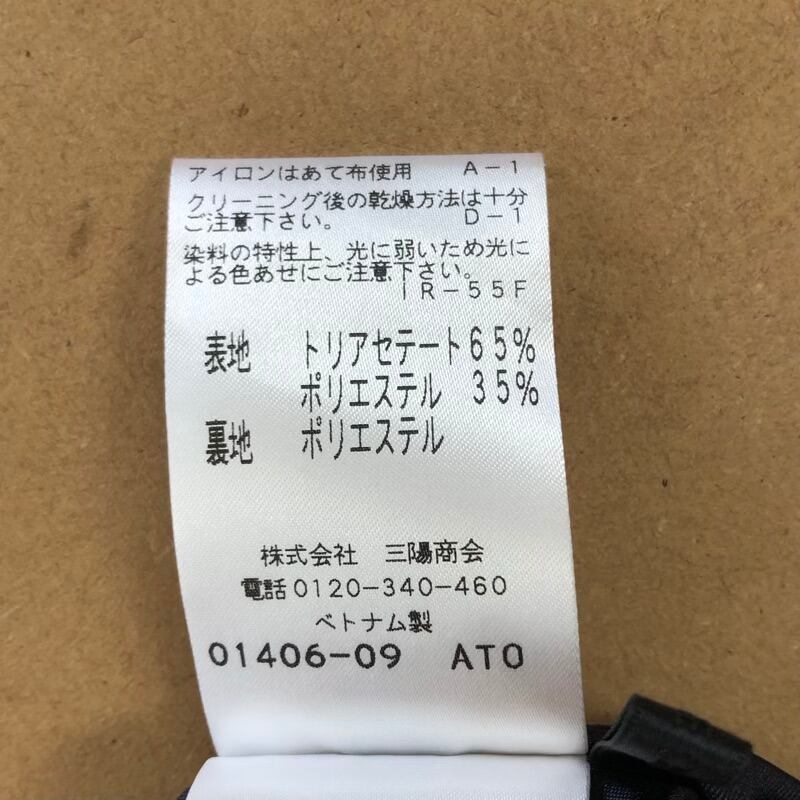 アイロンはあて布使用　Ａ－１
クリーニング後の乾燥方法は十分
ご注意下さい。　Ｄ－１
染料の特性上、光に弱いため光に
よる色あせにご注意下さい。
ＩＲ－５５Ｆ
表地　トリアセテート６５%
ポリエステル　３５%
裏地　ポリエステル
株式会社　三陽商会
電話0120-340-460
ベトナム製
01406-09　ATO